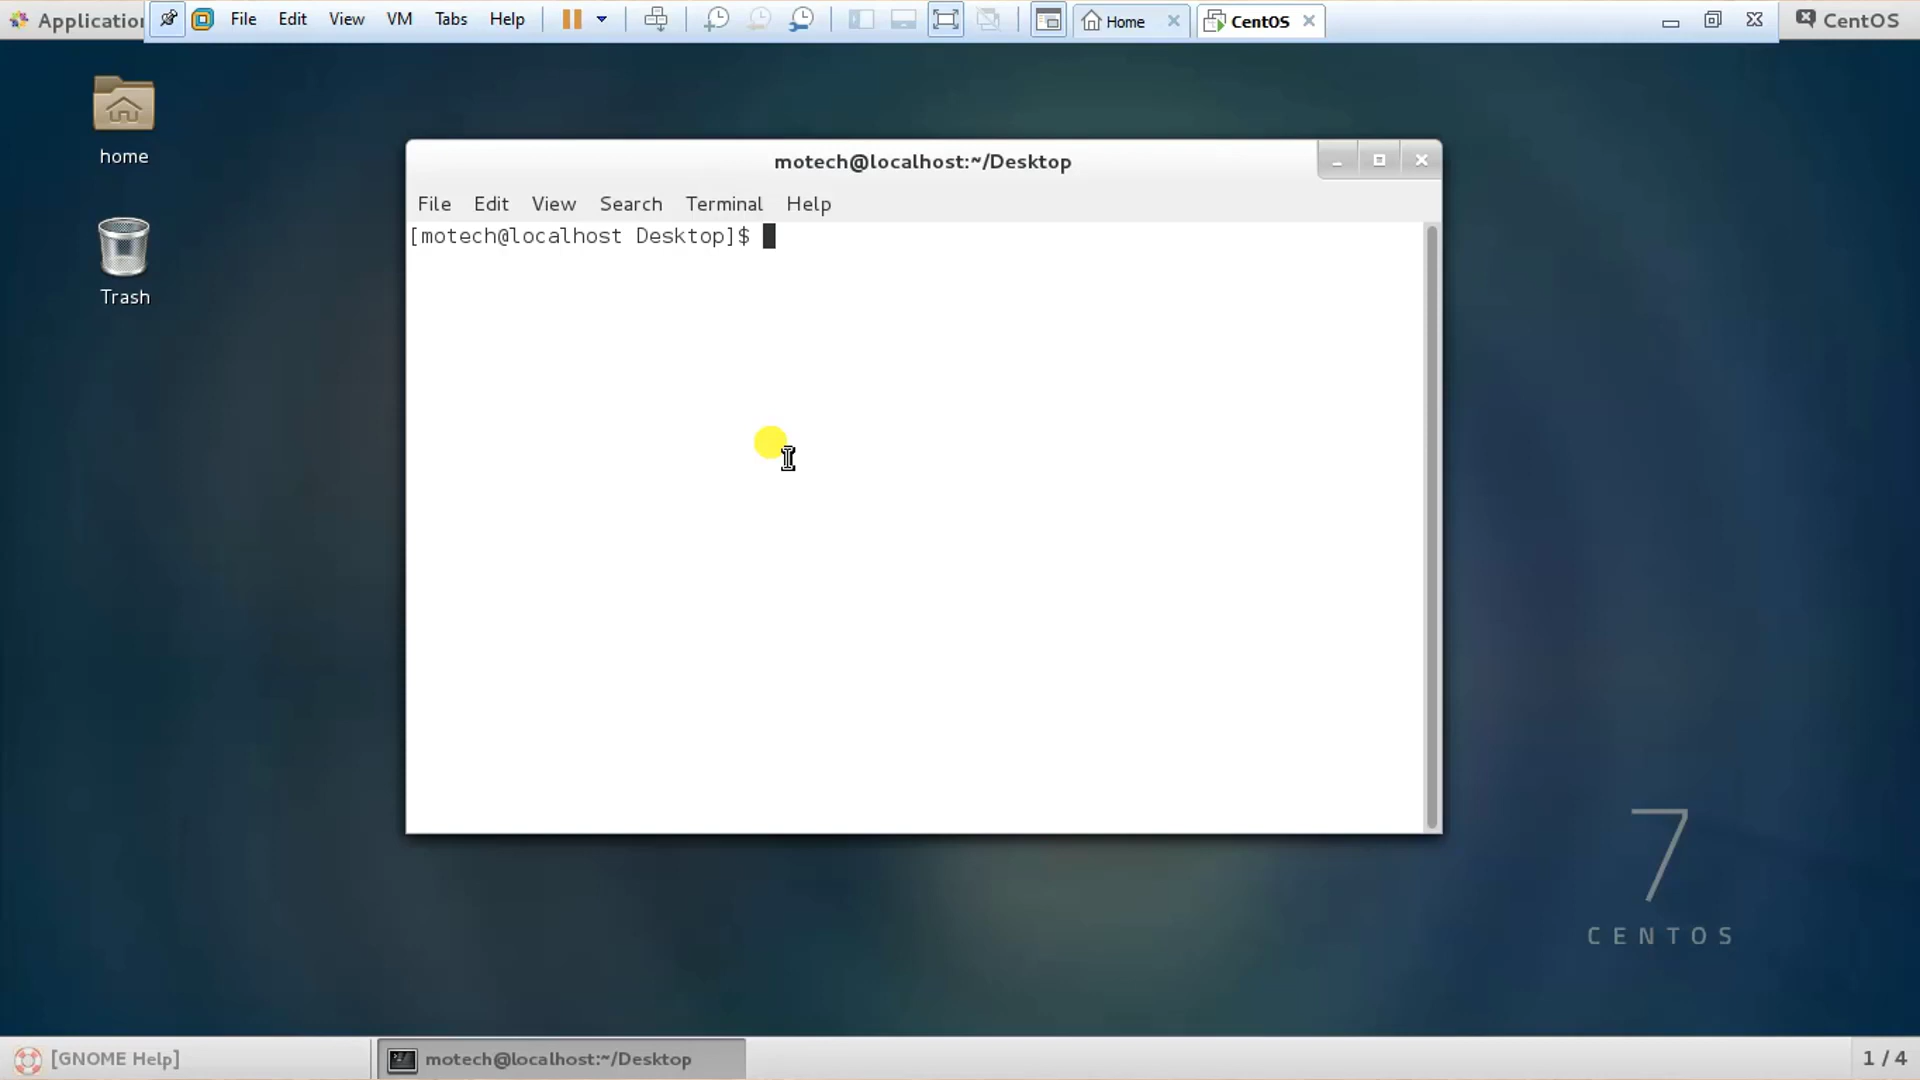 Application
File Edit View VM Tabs Help
Home
CentOS
CentOS
home
Trash
motech@localhost:~/Desktop
File Edit View Search Terminal Help
[motech@localhost Desktop]$
7
CENTOS
[GNOME Help]
motech@localhost:~/Desktop
1 / 4